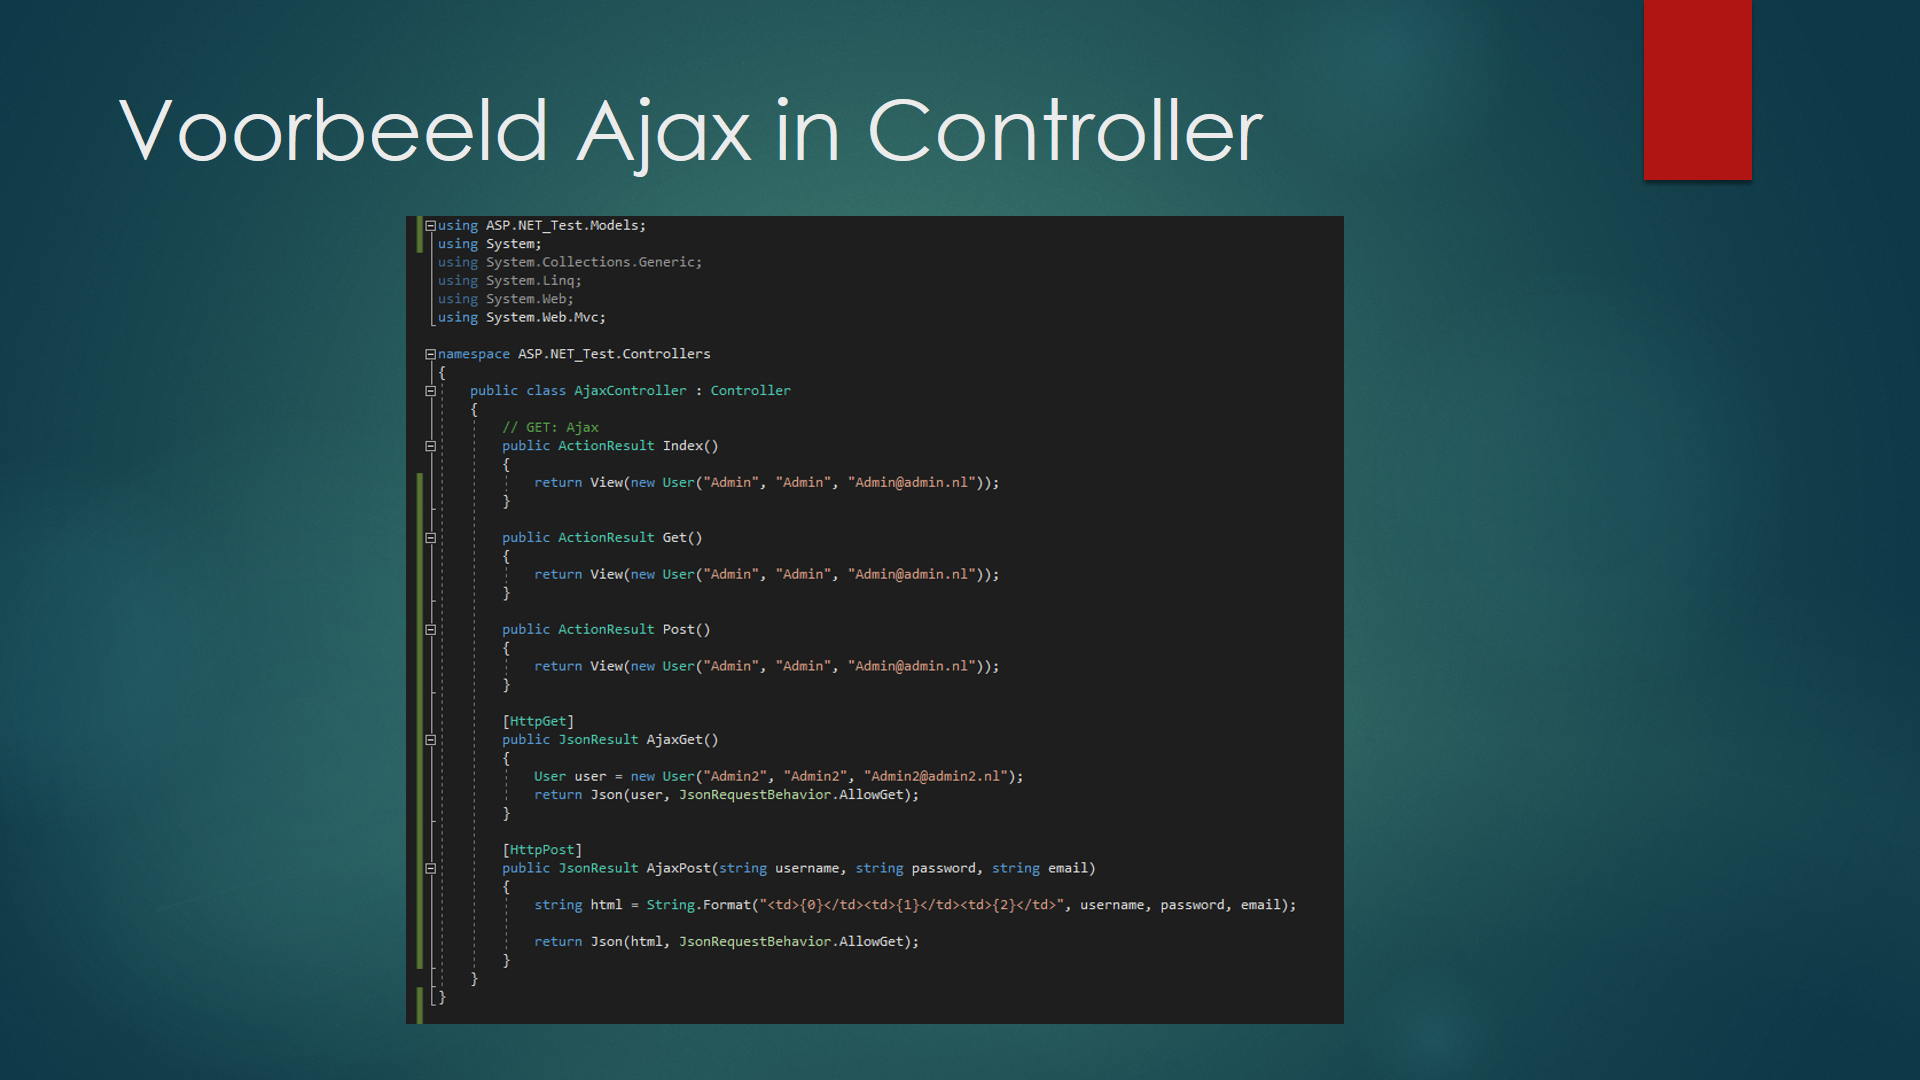 Voorbeeld Ajax in Controller
using ASP.NET_Test.Models;
using System;
using System.Collections.Generic;
using System.Linq;
using System.Web;
using System.Web.Mvc;
namespace ASP.NET_Test.Controllers
{
public class AjaxController : Controller
{
// GET: Ajax
public ActionResult Index()
{
return View(new User("Admin", "Admin", "Admin@admin.nl"));
}
public ActionResult Get()
{
return View(new User("Admin", "Admin", "Admin@admin.nl"));
}
public ActionResult Post()
{
return View(new User("Admin", "Admin", "Admin@admin.nl"));
}
[HttpGet]
public JsonResult AjaxGet()
{
User user = new User("Admin2", "Admin2", "Admin2@admin2.nl");
return Json(user, JsonRequestBehavior.AllowGet);
}
[HttpPost]
public JsonResult AjaxPost(string username, string password, string email)
{
string html = String.Format("<td>{0}</td><td>{1}</td><td>{2}</td>", username, password, email);
return Json(html, JsonRequestBehavior.AllowGet);
}
}
}